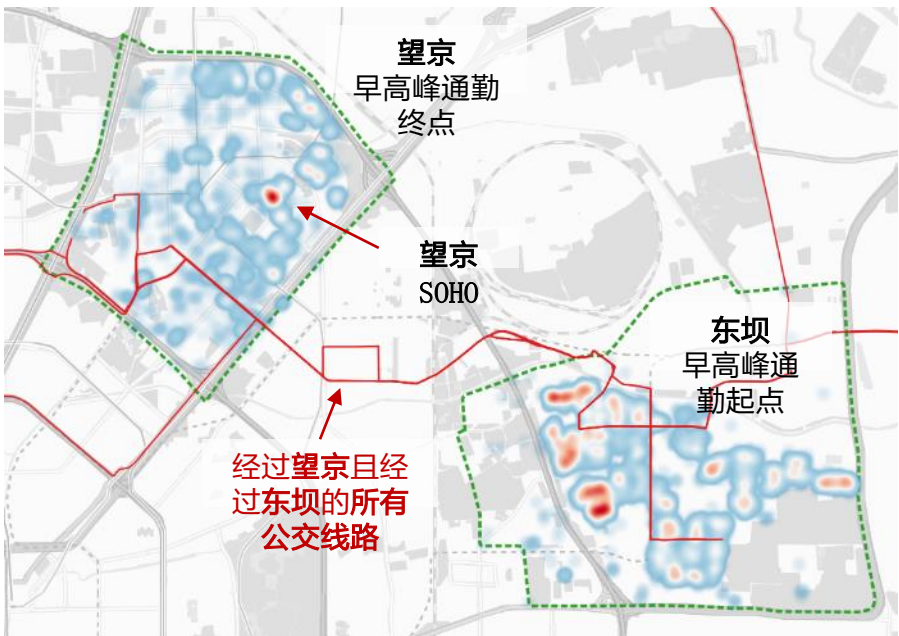 望京
早高峰通勤
终点
望京
SOHO
东坝
早高峰通
勤起点
经过望京且经
过东坝的所有
公交线路